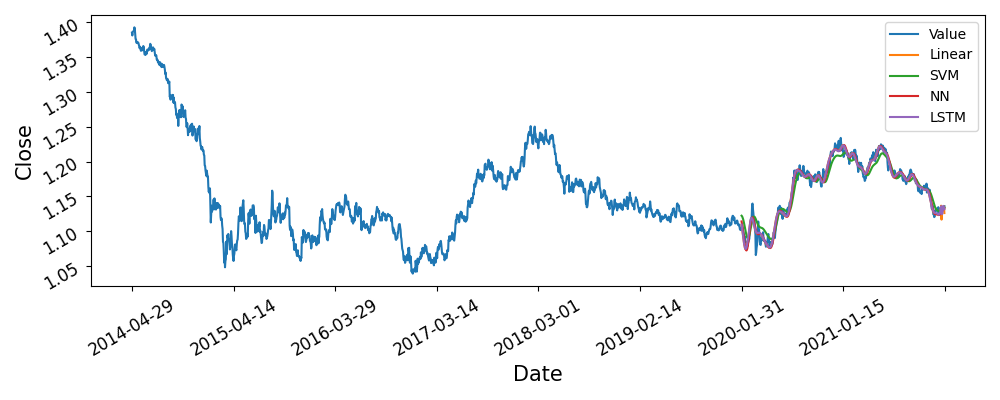 Close
1.40
1.35
1.30
1.25
1.20
1.15
1.10
1.05
Value
Linear
SVM
NN
LSTM
2014-04-29
2015-04-14
2016-03-29
2017-03-14
2018-03-01
2019-02-14
2020-01-31
2021-01-15
Date